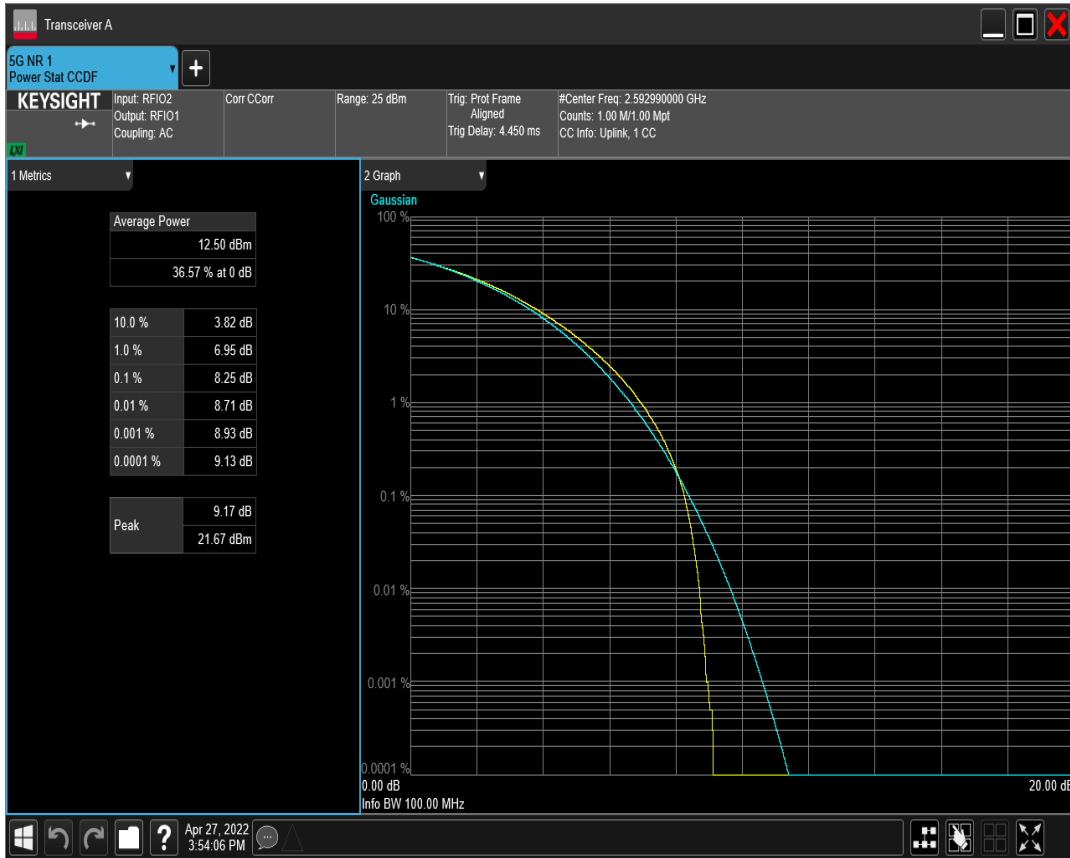 Transceiver A
5G NR 1
Power Stat CCDF
KEYSIGHT
LXI
Input: RFIO2
Output: RFIO1
Coupling: AC
Corr CCorr
Range: 25 dBm
Trig: Prot Frame
Aligned
Trig Delay: 4.450 ms
#Center Freq: 2.592990000 GHz
Counts: 1.00 M/1.00 Mpt
CC Info: Uplink, 1 CC
1 Metrics
Average Power
12.50 dBm
36.57 % at 0 dB
10.0 % 3.82 dB
1.0 % 6.95 dB
0.1 % 8.25 dB
0.01 % 8.71 dB
0.001 % 8.93 dB
0.0001 % 9.13 dB
Peak
9.17 dB
21.67 dBm
2 Graph
Gaussian
100 %
10 %
1 %
0.1 %
0.01 %
0.001 %
0.0001 %
0.00 dB 20.00 dB
Info BW 100.00 MHz
?
Apr 27, 2022
3:54:06 PM